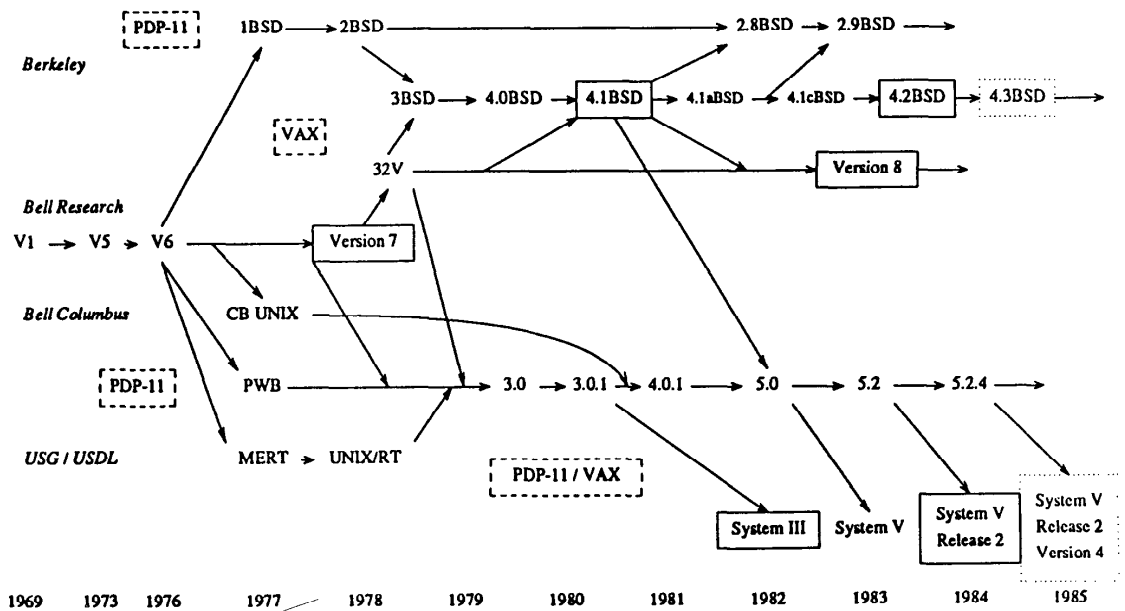 PDP-11 1BSD 2BSD 2.8BSD 2.9BSD
Berkeley
3BSD 4.0BSD 4.1BSD 4.1aBSD 4.1cBSD 4.2BSD 4.3BSD
VAX
32V Version 8
Bell Research
V1 V5 V6 Version 7
Bell Columbus CB UNIX
PDP-11 PWB 3.0 3.0.1 4.0.1 5.0 5.2 5.2.4
USG / USDL MERT UNIX/RT
PDP-11 / VAX
System III
System V
System V
Release 2
System V
Release 2
Version 4
1969 1973 1976 1977 1978 1979 1980 1981 1982 1983 1984 1985